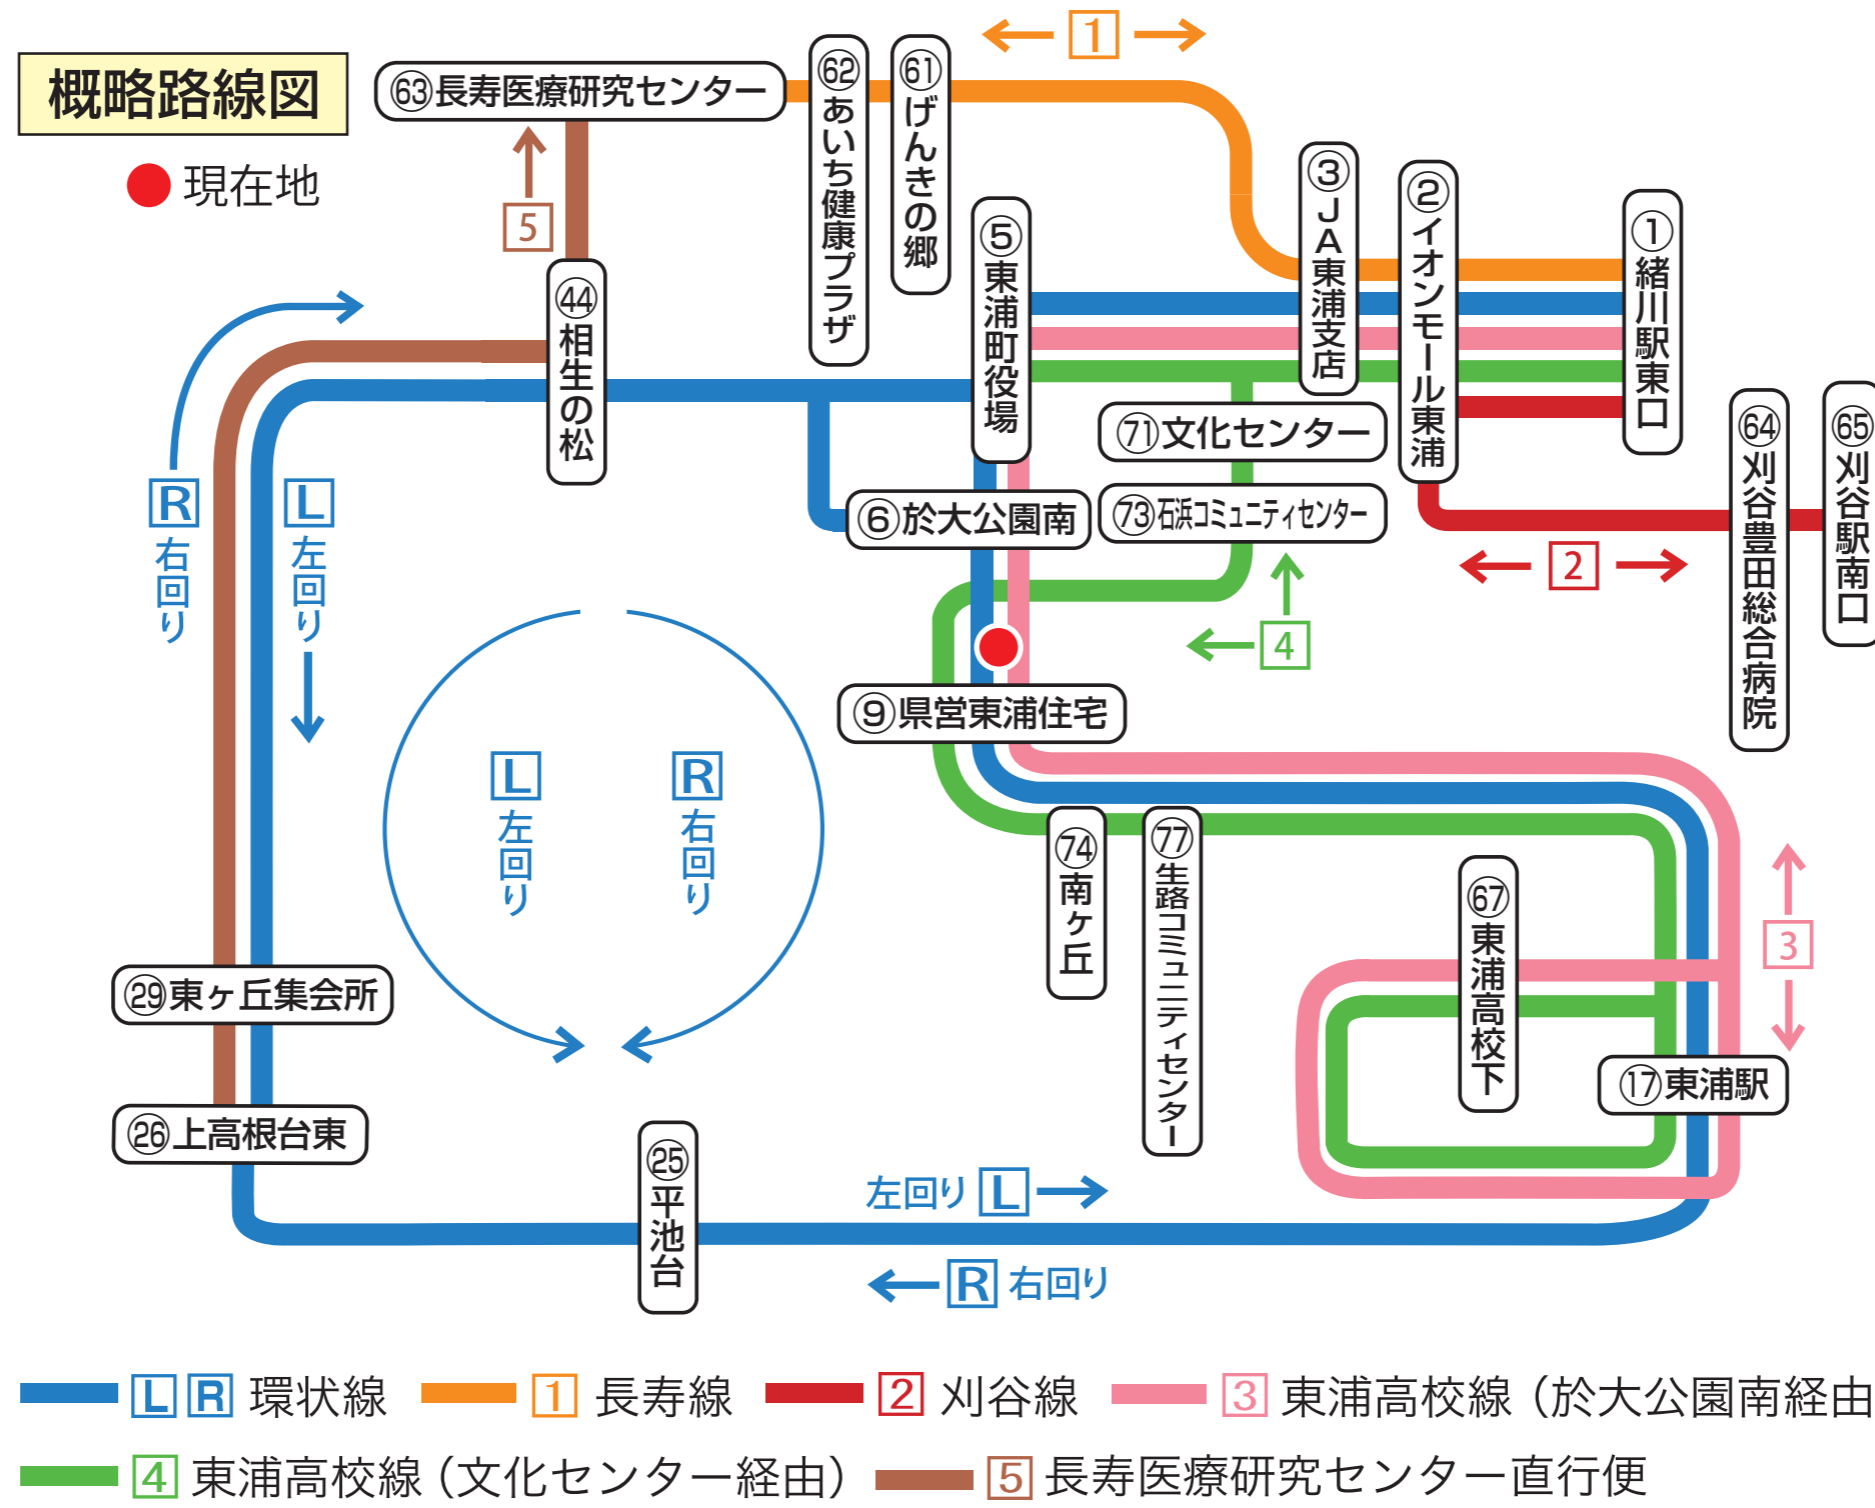 概略路線図
現在地
1
㊿+13長寿医療研究センター
62あいち健康プラザ
61げんきの郷
③JA東浦支店
②イオンモール東浦
①緒川駅東口
⑤東浦町役場
5
㊹相生の松
71文化センター
73石浜コミュニティセンター
⑥於大公園南
64刈谷豊田総合病院
65刈谷駅南口
2
4
R右回り
L左回り
⑨県営東浦住宅
L左回り
R右回り
74南ヶ丘
77生路コミュニティセンター
67東浦高校下
3
㉙東ヶ丘集会所
⑰東浦駅
㉖上高根台東
㉕平池台
左回りL
R右回り
L R 環状線 1 長寿線 2 刈谷線 3 東浦高校線（於大公園南経由
4 東浦高校線（文化センター経由） 5 長寿医療研究センター直行便